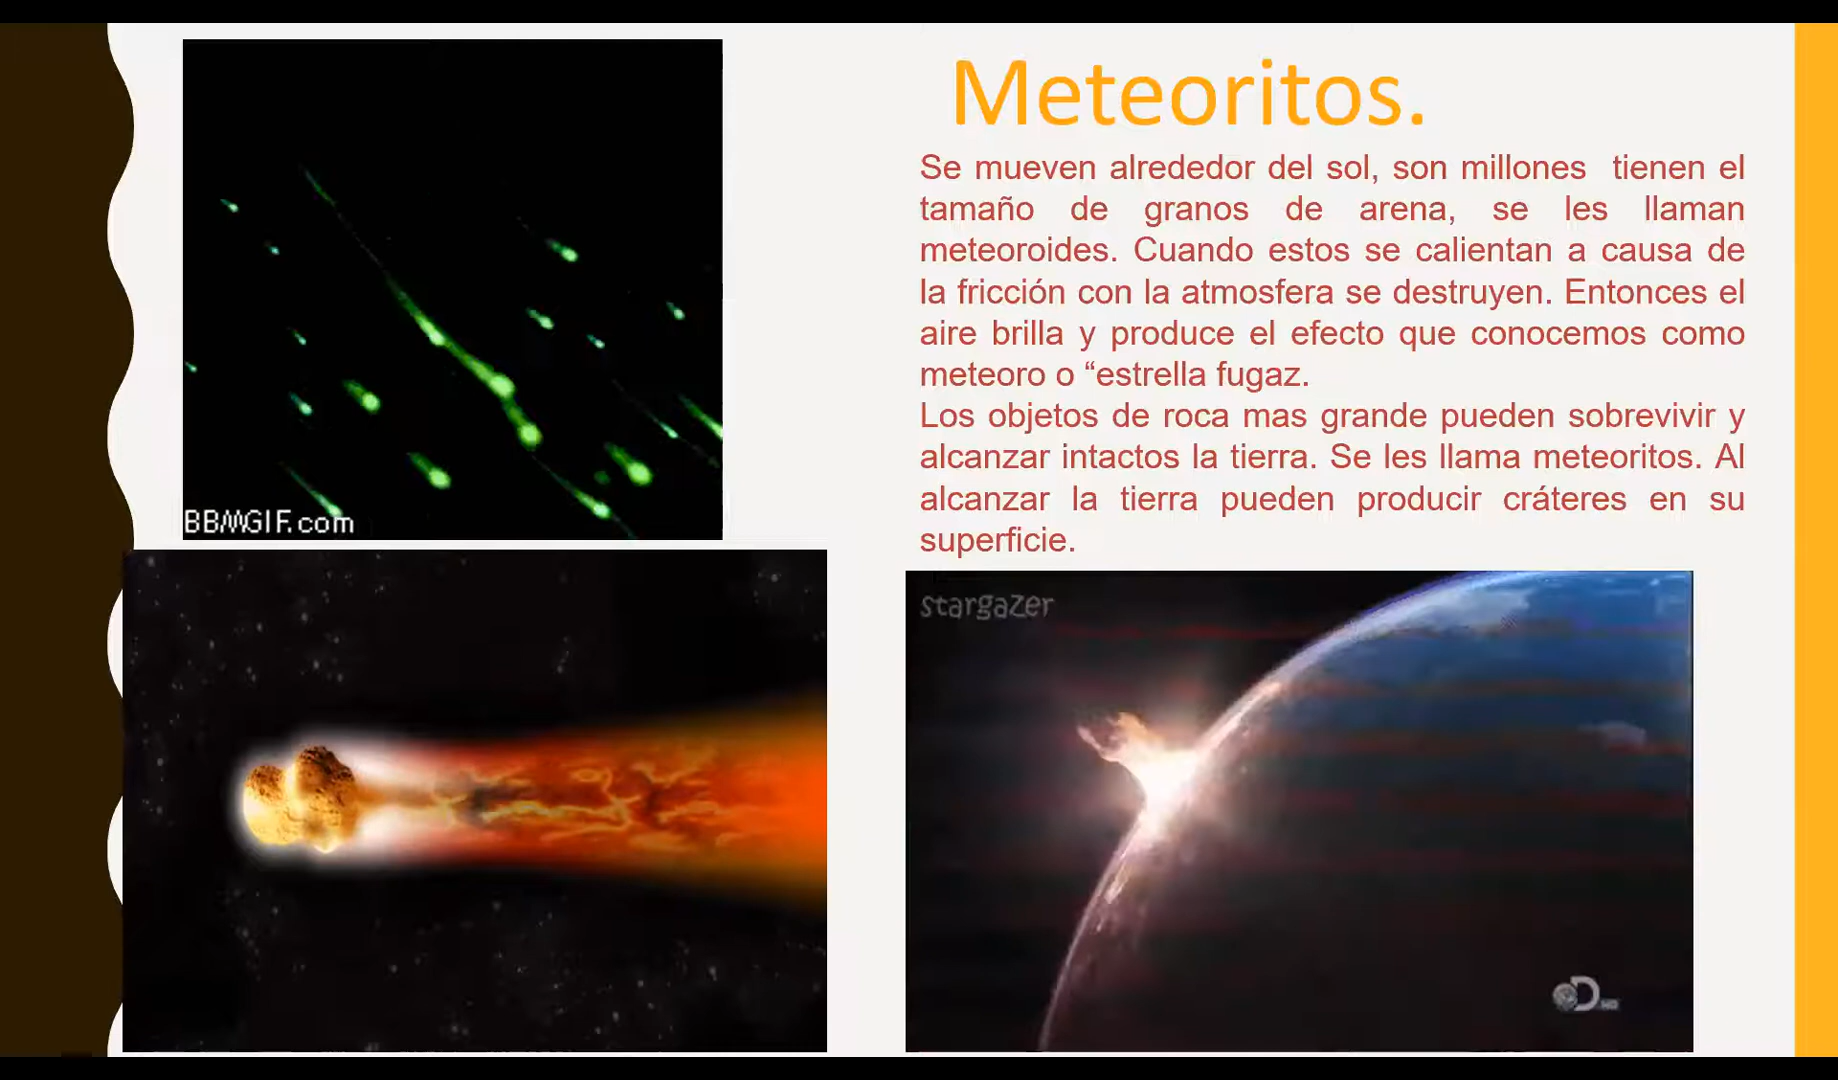 Meteoritos.
Se mueven alrededor del sol, son millones  tienen el
tamaño de granos de arena, se les llaman
meteoroides. Cuando estos se calientan a causa de
la fricción con la atmosfera se destruyen. Entonces el
aire brilla y produce el efecto que conocemos como
meteoro o “estrella fugaz.
Los objetos de roca mas grande pueden sobrevivir y
alcanzar intactos la tierra. Se les llama meteoritos. Al
alcanzar la tierra pueden producir cráteres en su
superficie.
BBMGIF.com
stargazer
D HD